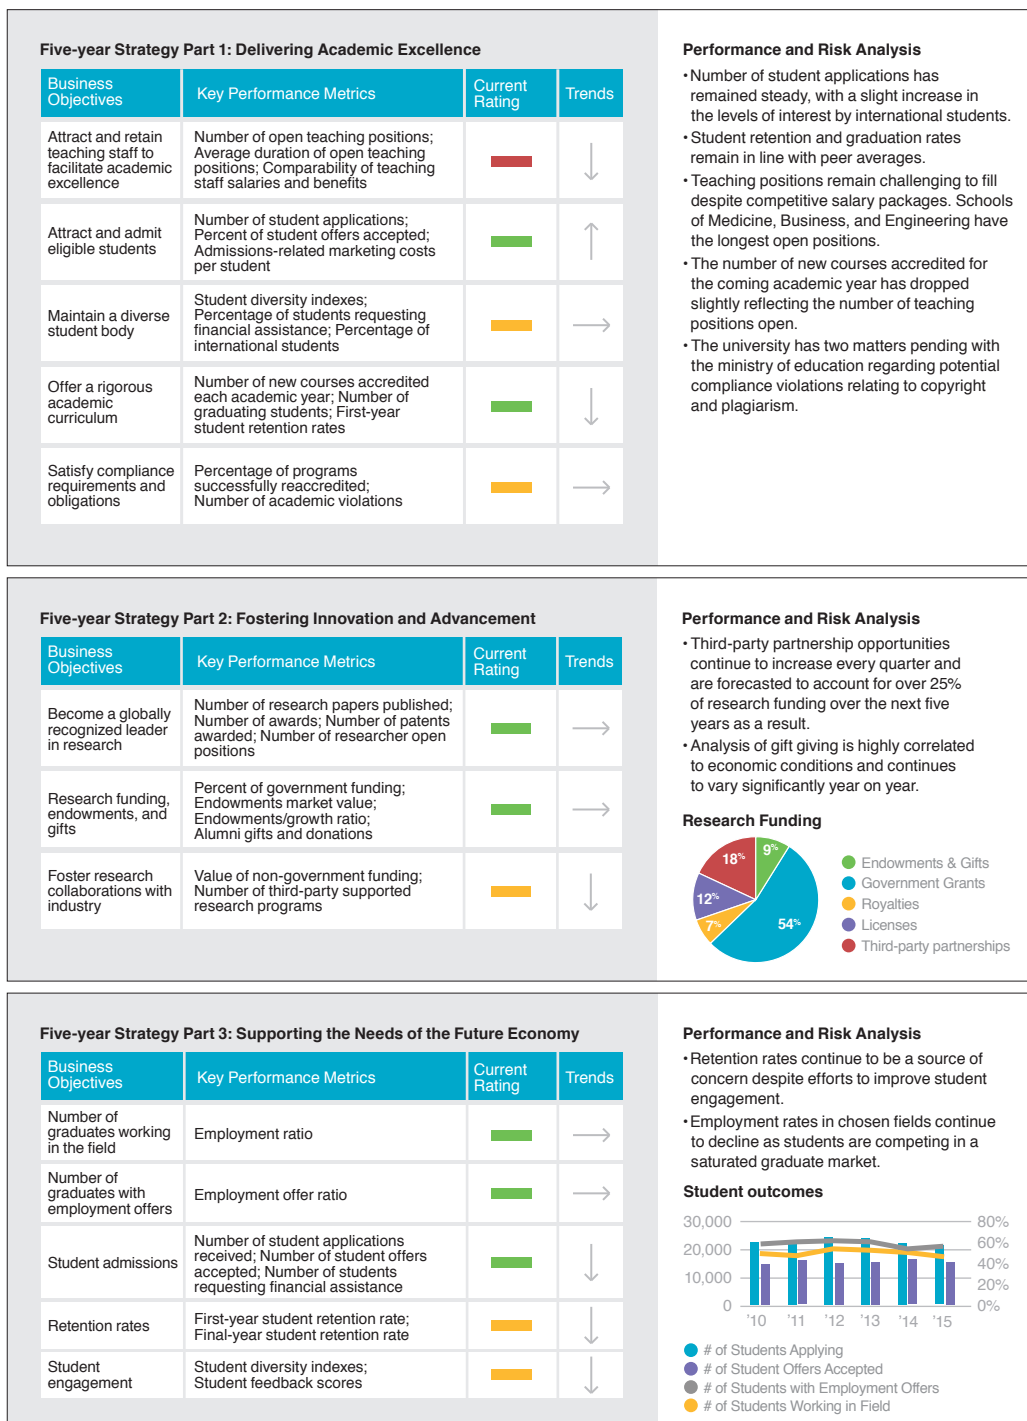 Five-year Strategy Part 1: Delivering Academic Excellence
Business
Objectives
Key Performance Metrics
Current
Rating
Trends
Attract and retain
teaching staff to
facilitate academic
excellence
Number of open teaching positions;
Average duration of open teaching
positions; Comparability of teaching
staff salaries and benefits
Attract and admit
eligible students
Number of student applications;
Percent of student offers accepted;
Admissions-related marketing costs
per student
Maintain a diverse
student body
Student diversity indexes;
Percentage of students requesting
financial assistance; Percentage of
international students
Offer a rigorous
academic
curriculum
Number of new courses accredited
each academic year; Number of
graduating students; First-year
student retention rates
Satisfy compliance
requirements and
obligations
Percentage of programs
successfully reaccredited;
Number of academic violations
Performance and Risk Analysis
• Number of student applications has
remained steady, with a slight increase in
the levels of interest by international students.
• Student retention and graduation rates
remain in line with peer averages.
• Teaching positions remain challenging to fill
despite competitive salary packages. Schools
of Medicine, Business, and Engineering have
the longest open positions.
• The number of new courses accredited for
the coming academic year has dropped
slightly reflecting the number of teaching
positions open.
• The university has two matters pending with
the ministry of education regarding potential
compliance violations relating to copyright
and plagiarism.
Five-year Strategy Part 2: Fostering Innovation and Advancement
Business
Objectives
Key Performance Metrics
Current
Rating
Trends
Become a globally
recognized leader
in research
Number of research papers published;
Number of awards; Number of patents
awarded; Number of researcher open
positions
Research funding,
endowments, and
gifts
Percent of government funding;
Endowments market value;
Endowments/growth ratio;
Alumni gifts and donations
Foster research
collaborations with
industry
Value of non-government funding;
Number of third-party supported
research programs
Performance and Risk Analysis
• Third-party partnership opportunities
continue to increase every quarter and
are forecasted to account for over 25%
of research funding over the next five
years as a result.
• Analysis of gift giving is highly correlated
to economic conditions and continues
to vary significantly year on year.
Research Funding
18%
9%
12%
7%
54%
Endowments & Gifts
Government Grants
Royalties
Licenses
Third-party partnerships
Five-year Strategy Part 3: Supporting the Needs of the Future Economy
Business
Objectives
Key Performance Metrics
Current
Rating
Trends
Number of
graduates working
in the field
Employment ratio
Number of
graduates with
employment offers
Employment offer ratio
Student admissions
Number of student applications
received; Number of student offers
accepted; Number of students
requesting financial assistance
Retention rates
First-year student retention rate;
Final-year student retention rate
Student
engagement
Student diversity indexes;
Student feedback scores
Performance and Risk Analysis
• Retention rates continue to be a source of
concern despite efforts to improve student
engagement.
• Employment rates in chosen fields continue
to decline as students are competing in a
saturated graduate market.
Student outcomes
30,000 80%
20,000 60%
40%
10,000 20%
0 0%
'10 '11 '12 '13 '14 '15
# of Students Applying
# of Student Offers Accepted
# of Students with Employment Offers
# of Students Working in Field